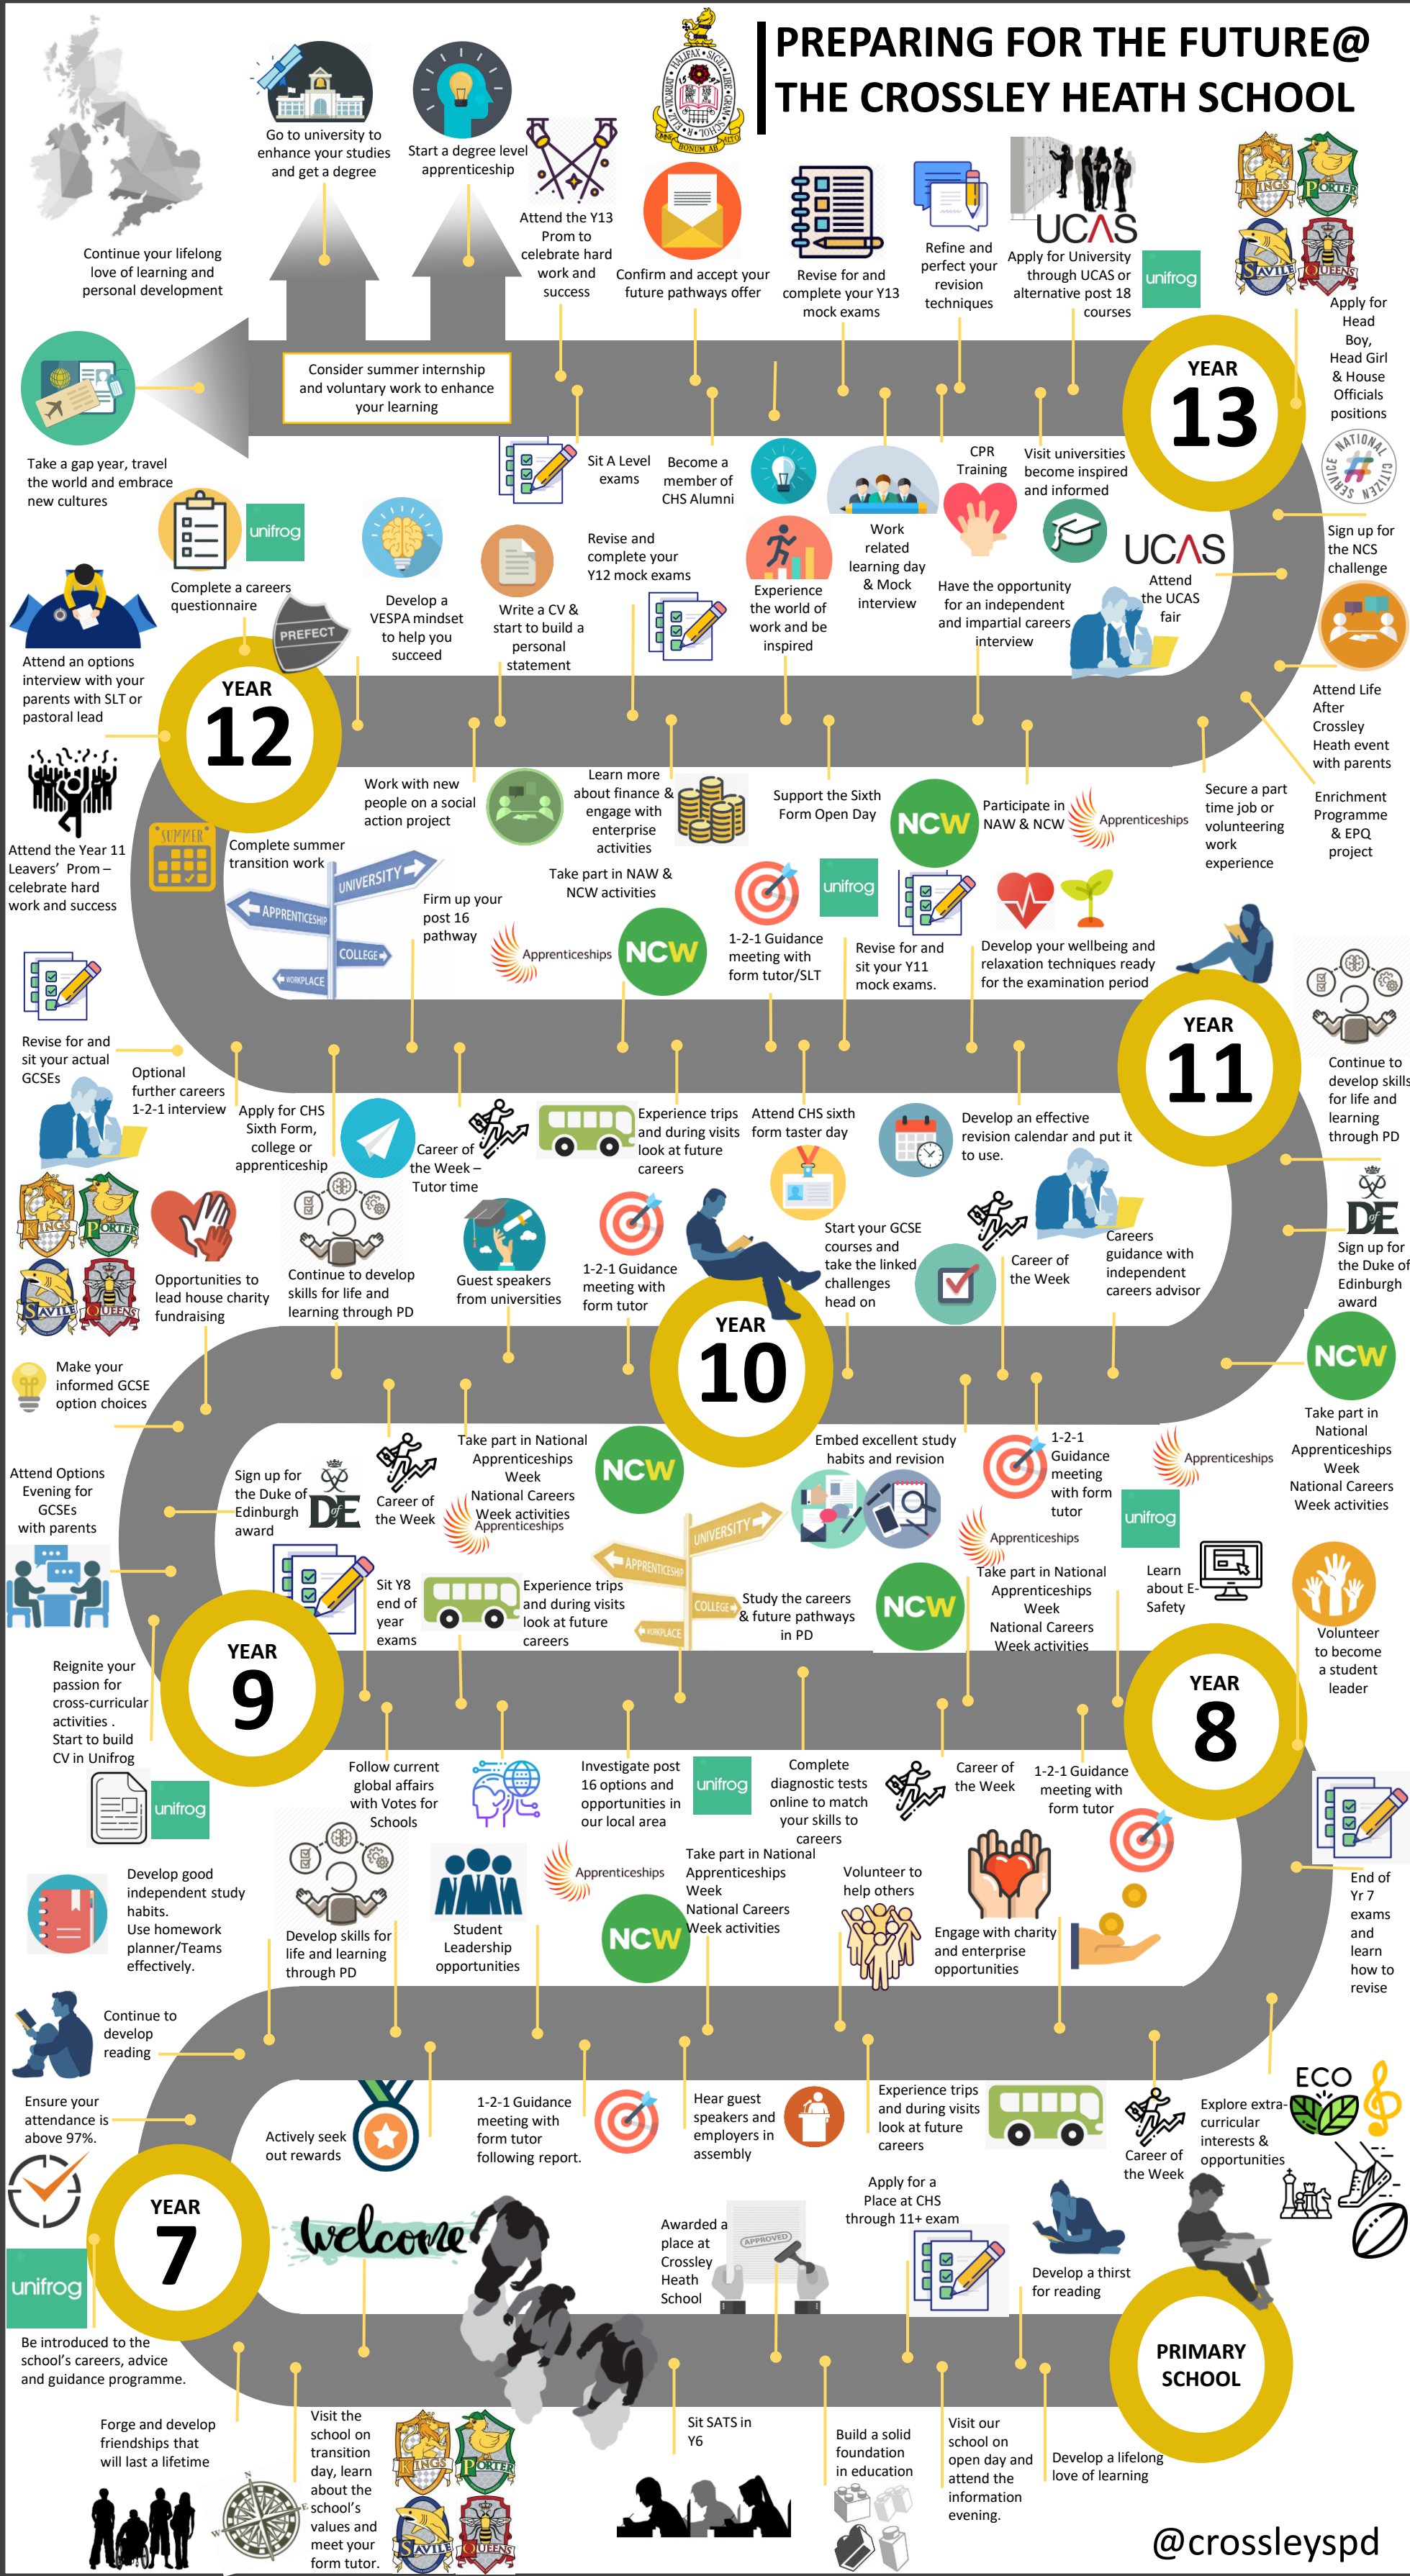 PREPARING FOR THE FUTURE@
THE CROSSLEY HEATH SCHOOL
Go to university to
enhance your studies
and get a degree
Start a degree level
apprenticeship
Attend the Y13
Prom to
celebrate hard
work and
success
Confirm and accept your
future pathways offer
Revise for and
complete your Y13
mock exams
Refine and
perfect your
revision
techniques
UCAS
Apply for University
through UCAS or
alternative post 18
courses
unifrog
KINGS
PORTER
SAVILE
QUEENS
Apply for
Head
Boy,
Head Girl
& House
Officials
positions
Continue your lifelong
love of learning and
personal development
Consider summer internship
and voluntary work to enhance
your learning
YEAR
13
Take a gap year, travel
the world and embrace
new cultures
Sit A Level
exams
Become a
member of
CHS Alumni
Work
related
learning day
& Mock
interview
CPR
Training
Visit universities
become inspired
and informed
NATIONAL
CITIZEN SERVICE
Sign up for
the NCS
challenge
unifrog
Complete a careers
questionnaire
PREFECT
Develop a
VESPA mindset
to help you
succeed
Write a CV &
start to build a
personal
statement
Revise and
complete your
Y12 mock exams
Experience
the world of
work and be
inspired
Have the opportunity
for an independent
and impartial careers
interview
UCAS
Attend
the UCAS
fair
Attend Life
After
Crossley
Heath event
with parents
Attend an options
interview with your
parents with SLT or
pastoral lead
YEAR
12
Work with new
people on a social
action project
Learn more
about finance &
engage with
enterprise
activities
Support the Sixth
Form Open Day
NCW
Participate in
NAW & NCW
Apprenticeships
Secure a part
time job or
volunteering
work
experience
Enrichment
Programme
& EPQ
project
Attend the Year 11
Leavers' Prom –
celebrate hard
work and success
SUMMER
Complete summer
transition work
UNIVERSITY
APPRENTICESHIP
COLLEGE
WORKPLACE
Firm up your
post 16
pathway
Take part in NAW &
NCW activities
Apprenticeships
NCW
1-2-1 Guidance
meeting with
form tutor/SLT
unifrog
Revise for and
sit your Y11
mock exams.
Develop your wellbeing and
relaxation techniques ready
for the examination period
YEAR
11
Continue to
develop skills
for life and
learning
through PD
Revise for and
sit your actual
GCSEs
Optional
further careers
1-2-1 interview
Apply for CHS
Sixth Form,
college or
apprenticeship
Career of
the Week –
Tutor time
Experience trips
and during visits
look at future
careers
Attend CHS sixth
form taster day
Develop an effective
revision calendar and put it
to use.
DofE
Sign up for
the Duke of
Edinburgh
award
KINGS
PORTER
SAVILE
QUEENS
Opportunities to
lead house charity
fundraising
Continue to develop
skills for life and
learning through PD
Guest speakers
from universities
1-2-1 Guidance
meeting with
form tutor
YEAR
10
Start your GCSE
courses and
take the linked
challenges
head on
Career of
the Week
Careers
guidance with
independent
careers advisor
NCW
Take part in
National
Apprenticeships
Week
National Careers
Week activities
Make your
informed GCSE
option choices
Attend Options
Evening for
GCSEs
with parents
Sign up for
the Duke of
Edinburgh
award
DofE
Career of
the Week
Take part in National
Apprenticeships
Week
National Careers
Week activities
Apprenticeships
NCW
Embed excellent study
habits and revision
1-2-1
Guidance
meeting
with form
tutor
Apprenticeships
unifrog
Sit Y8
end of
year
exams
Experience trips
and during visits
look at future
careers
UNIVERSITY
APPRENTICESHIP
COLLEGE
WORKPLACE
Study the careers
& future pathways
in PD
NCW
Apprenticeships
Take part in National
Apprenticeships
Week
National Careers
Week activities
Learn
about E-
Safety
Volunteer
to become
a student
leader
YEAR
9
YEAR
8
Reignite your
passion for
cross-curricular
activities .
Start to build
CV in Unifrog
unifrog
Follow current
global affairs
with Votes for
Schools
Investigate post
16 options and
opportunities in
our local area
unifrog
Complete
diagnostic tests
online to match
your skills to
careers
Career of
the Week
1-2-1 Guidance
meeting with
form tutor
End of
Yr 7
exams
and
learn
how to
revise
Develop good
independent study
habits.
Use homework
planner/Teams
effectively.
Develop skills for
life and learning
through PD
Student
Leadership
opportunities
Apprenticeships
NCW
Take part in National
Apprenticeships
Week
National Careers
Week activities
Volunteer to
help others
Engage with charity
and enterprise
opportunities
Continue to
develop
reading
Ensure your
attendance is
above 97%.
Actively seek
out rewards
1-2-1 Guidance
meeting with
form tutor
following report.
Hear guest
speakers and
employers in
assembly
Experience trips
and during visits
look at future
careers
Career of
the Week
Explore extra-
curricular
interests &
opportunities
ECO
YEAR
7
welcome
Awarded a
place at
Crossley
Heath
School
APPROVED
Apply for a
Place at CHS
through 11+ exam
Develop a thirst
for reading
unifrog
Be introduced to the
school's careers, advice
and guidance programme.
PRIMARY
SCHOOL
Forge and develop
friendships that
will last a lifetime
Visit the
school on
transition
day, learn
about the
school's
values and
meet your
form tutor.
KINGS
PORTER
SAVILE
QUEENS
Sit SATS in
Y6
Build a solid
foundation
in education
Visit our
school on
open day and
attend the
information
evening.
Develop a lifelong
love of learning
@crossleyspd